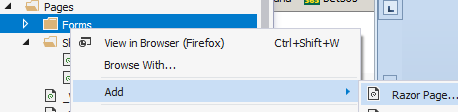 Pages
Forms
View in Browser (Firefox) Ctrl+Shift+W
Browse With...
Add
Razor Page...